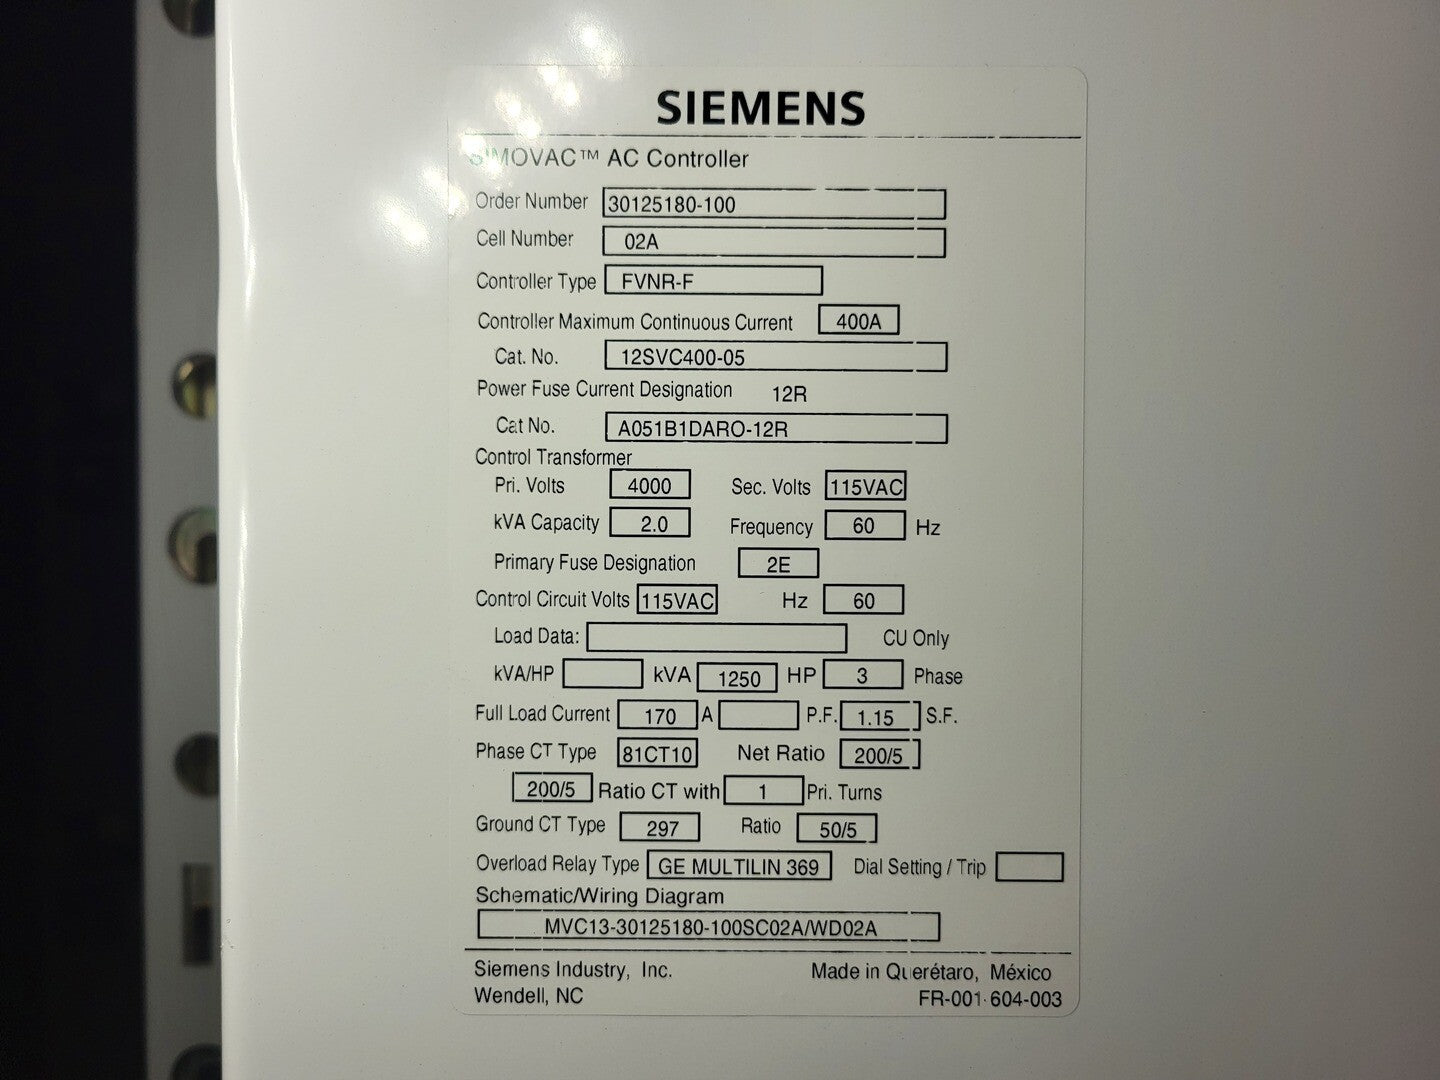 SIEMENS
SIMOVAC™ AC Controller
Order Number 30125180-100
Cell Number 02A
Controller Type FVNR-F
Controller Maximum Continuous Current 400A
Cat. No. 12SVC400-05
Power Fuse Current Designation 12R
Cat No. A051B1DARO-12R
Control Transformer
Pri. Volts 4000 Sec. Volts 115VAC
kVA Capacity 2.0 Frequency 60 Hz
Primary Fuse Designation 2E
Control Circuit Volts 115VAC Hz 60
Load Data: CU Only
kVA/HP kVA 1250 HP 3 Phase
Full Load Current 170 A P.F. 1.15 S.F.
Phase CT Type 81CT10 Net Ratio 200/5
200/5 Ratio CT with 1 Pri. Turns
Ground CT Type 297 Ratio 50/5
Overload Relay Type GE MULTILIN 369 Dial Setting / Trip
Schematic/Wiring Diagram
MVC13-30125180-100SC02A/WD02A
Siemens Industry, Inc. Made in Querétaro, México
Wendell, NC FR-001-604-003